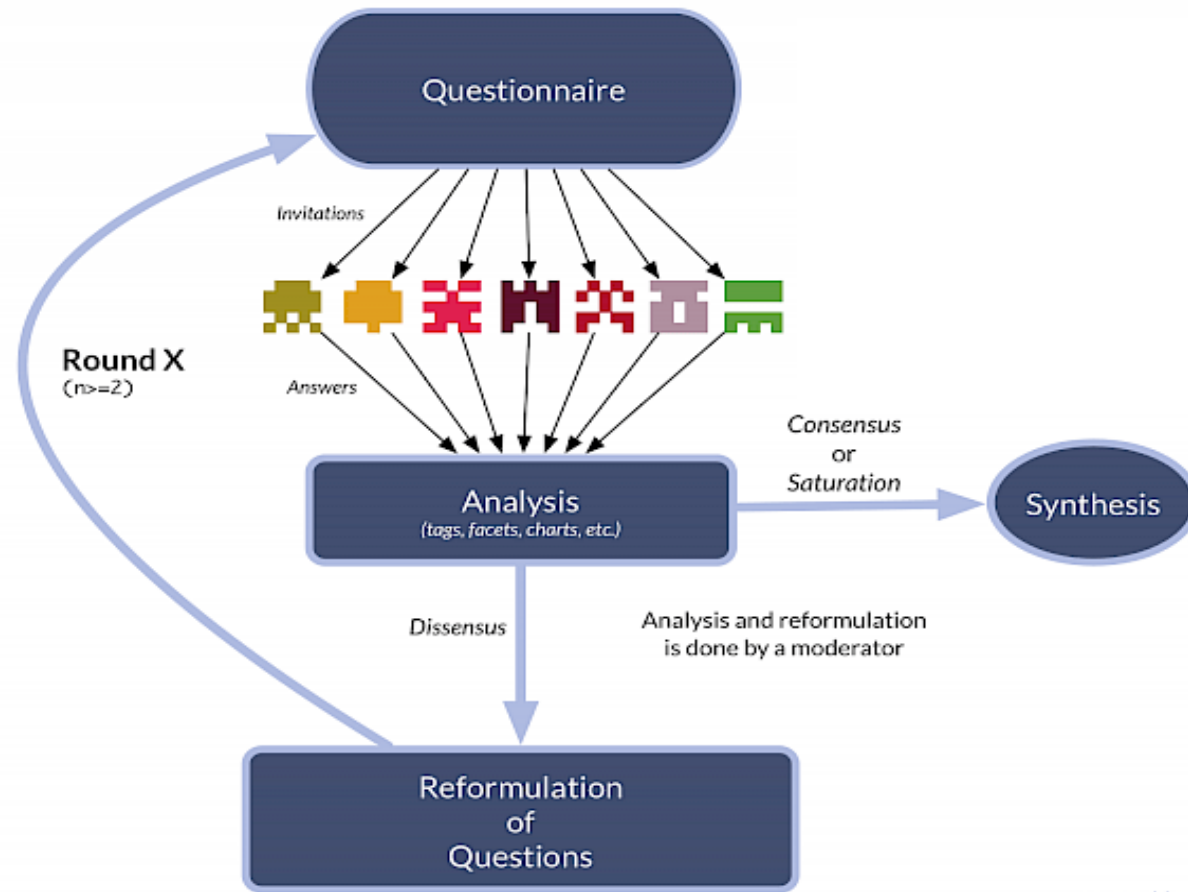 Questionnaire
Invitations
Round X
(n>=2)
Answers
Consensus
or
Saturation
Analysis
(tags, facets, charts, etc.)
Synthesis
Dissensus
Analysis and reformulation
is done by a moderator
Reformulation
of
Questions